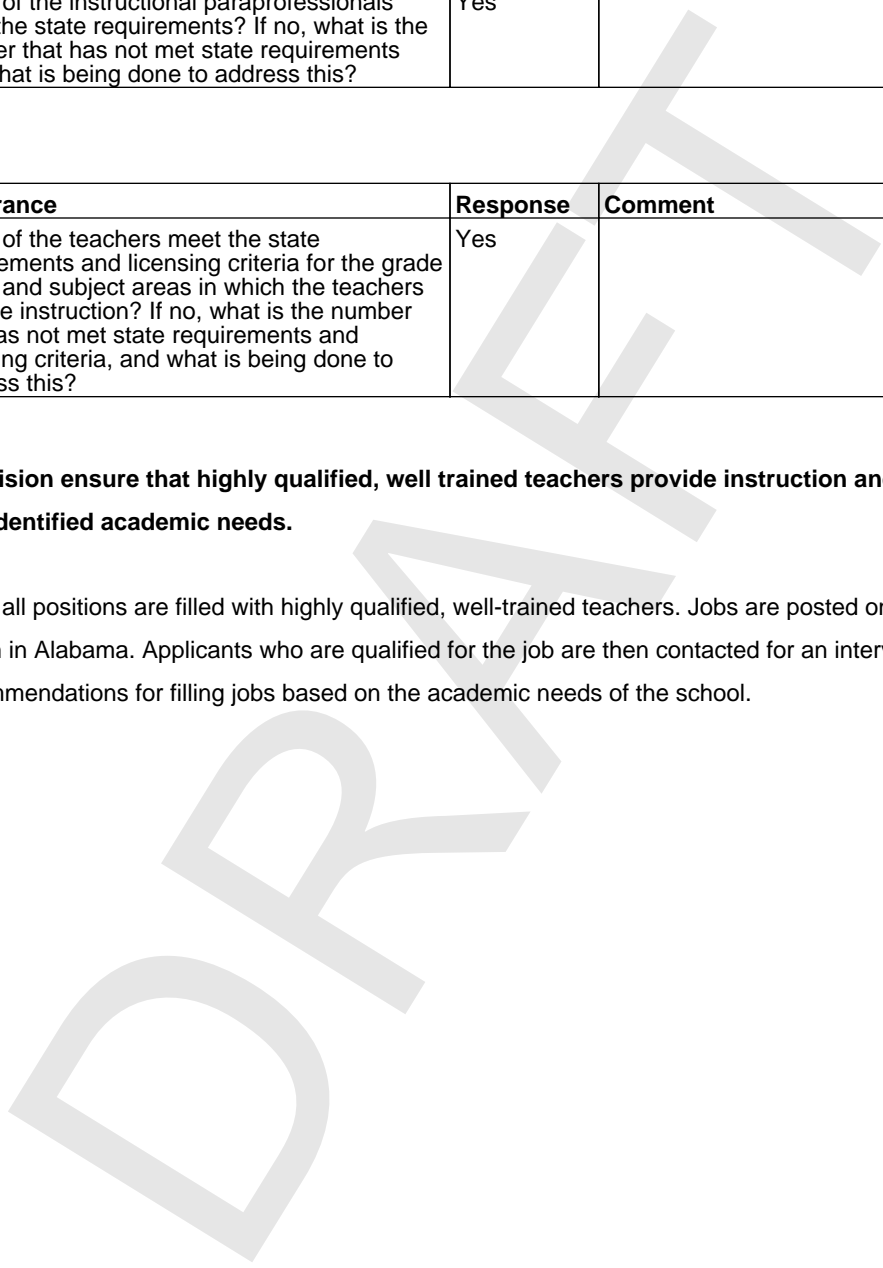 of the instructional paraprofessionals
the state requirements? If no, what is the
er that has not met state requirements
hat is being done to address this?
Yes
rance
Response
Comment
of the teachers meet the state
ements and licensing criteria for the grade
and subject areas in which the teachers
e instruction? If no, what is the number
as not met state requirements and
ng criteria, and what is being done to
ss this?
Yes
ision ensure that highly qualified, well trained teachers provide instruction an
dentified academic needs.
all positions are filled with highly qualified, well-trained teachers. Jobs are posted on
in Alabama. Applicants who are qualified for the job are then contacted for an interv
mmendations for filling jobs based on the academic needs of the school.
DRAFT